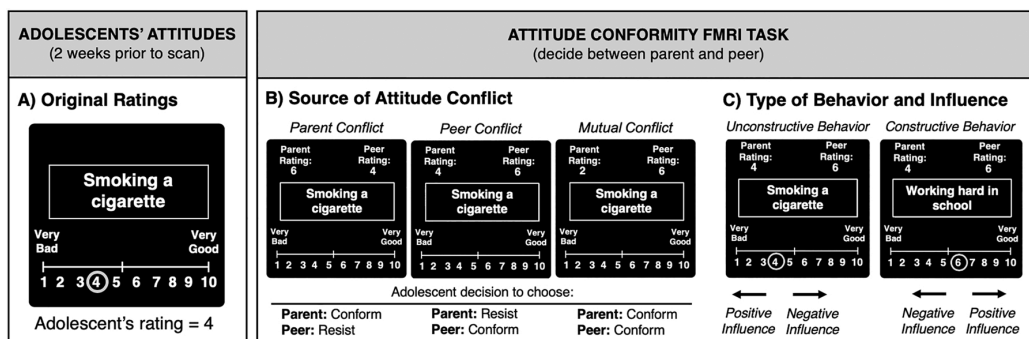 ADOLESCENTS' ATTITUDES
(2 weeks prior to scan)
A) Original Ratings
Smoking a
cigarette
Very
Bad
Very
Good
1 2 3 4 5 6 7 8 9 10
Adolescent's rating = 4
ATTITUDE CONFORMITY FMRI TASK
(decide between parent and peer)
B) Source of Attitude Conflict
Parent Conflict
Parent
Rating:
6
Peer
Rating:
4
Smoking a
cigarette
Very
Bad
Very
Good
1 2 3 4 5 6 7 8 9 10
Peer Conflict
Parent
Rating:
4
Peer
Rating:
6
Smoking a
cigarette
Very
Bad
Very
Good
1 2 3 4 5 6 7 8 9 10
Mutual Conflict
Parent
Rating:
2
Peer
Rating:
6
Smoking a
cigarette
Very
Bad
Very
Good
1 2 3 4 5 6 7 8 9 10
Adolescent decision to choose:
Parent: Conform
Peer: Resist
Parent: Resist
Peer: Conform
Parent: Conform
Peer: Conform
C) Type of Behavior and Influence
Unconstructive Behavior
Parent
Rating:
4
Peer
Rating:
6
Smoking a
cigarette
Very
Bad
Very
Good
1 2 3 4 5 6 7 8 9 10
Positive
Influence
Negative
Influence
Constructive Behavior
Parent
Rating:
4
Peer
Rating:
6
Working hard in
school
Very
Bad
Very
Good
1 2 3 4 5 6 7 8 9 10
Negative
Influence
Positive
Influence